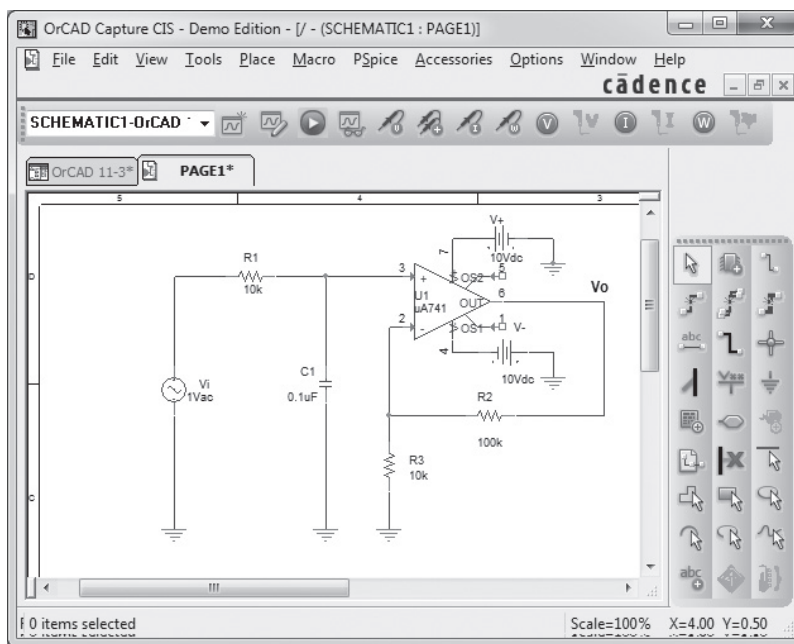 OrCAD Capture CIS - Demo Edition - [/ - (SCHEMATIC1 : PAGE1)]
File Edit View Tools Place Macro PSpice Accessories Options Window Help
cādence
SCHEMATIC1-OrCAD
OrCAD 11-3*
PAGE1*
5 4 3
V+
R1
7
10Vdc
10k
3
+
OS2
5
U1
6
Vo
OUT
uA741
2
-
OS1
1
V-
4
C1
10Vdc
Vi
1Vac
0.1uF
R2
100k
R3
10k
D
C
abc
abc
0 items selected
Scale=100% X=4.00 Y=0.50